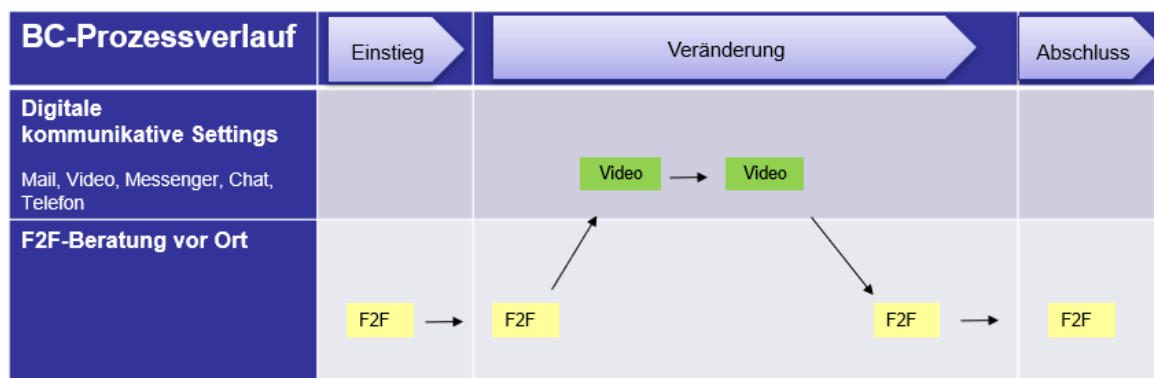 BC-Prozessverlauf
Einstieg
Veränderung
Abschluss
Digitale
kommunikative Settings
Mail, Video, Messenger, Chat,
Telefon
Video
Video
F2F-Beratung vor Ort
F2F
F2F
F2F
F2F